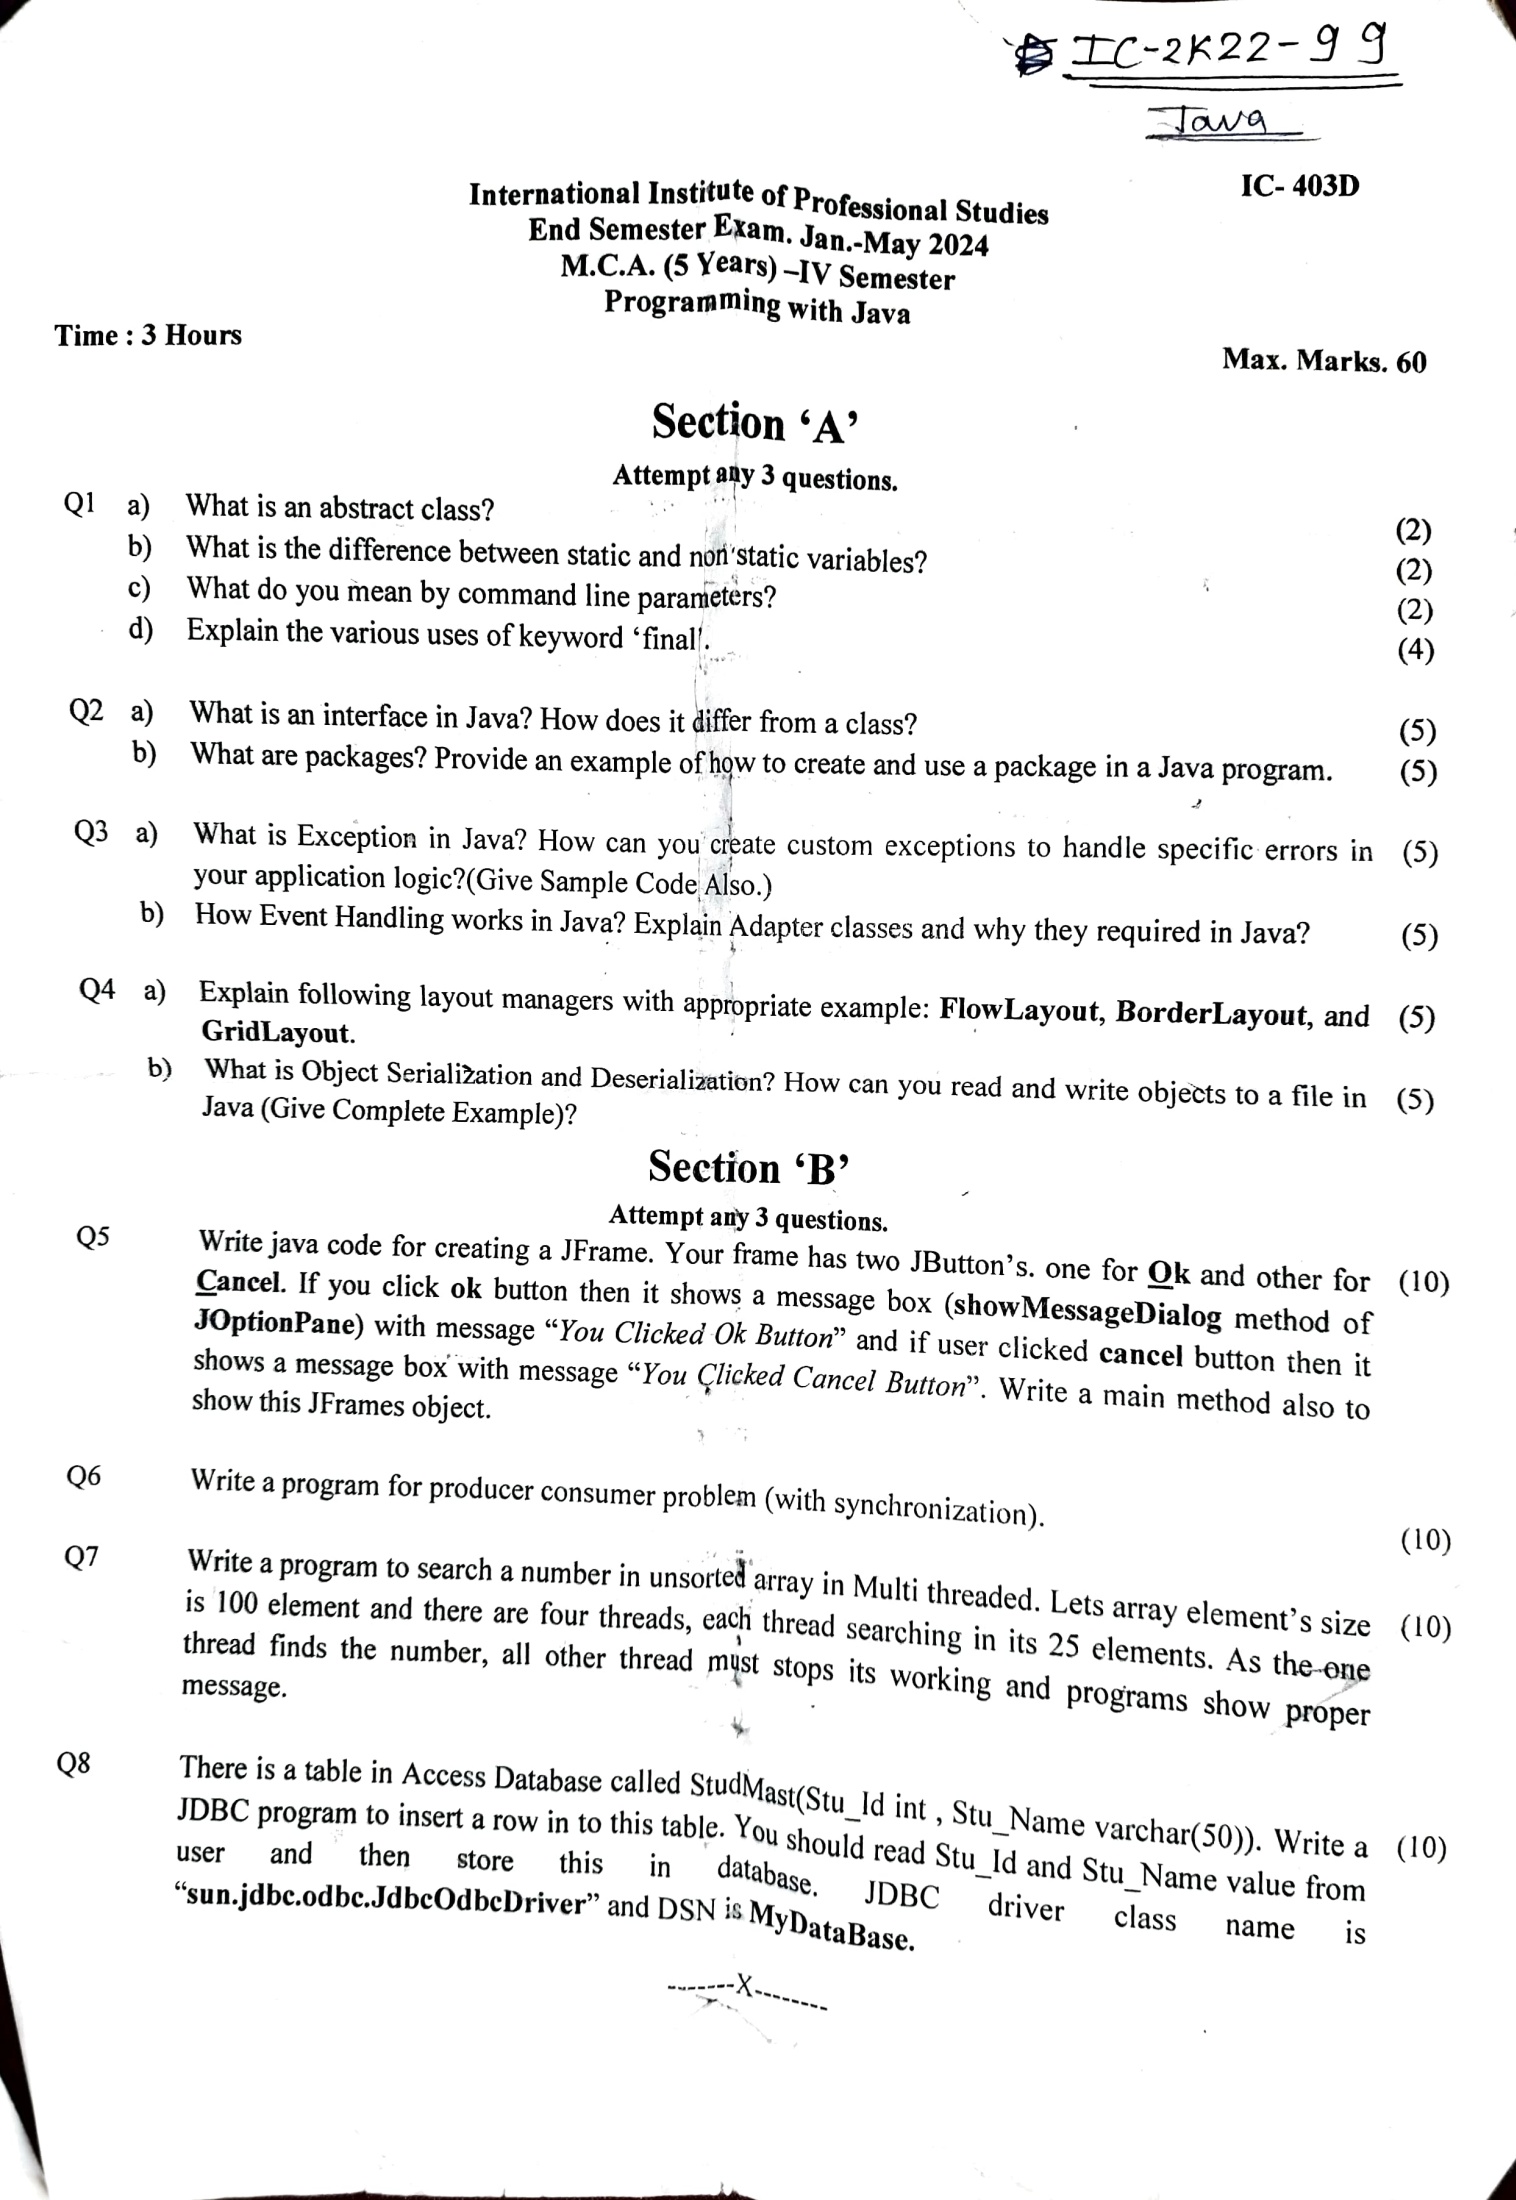 IC-2K22-99
Java
IC- 403D
International Institute of Professional Studies
End Semester Exam. Jan.-May 2024
M.C.A. (5 Years) –IV Semester
Programming with Java
Time : 3 Hours
Max. Marks. 60
Section ‘A’
Attempt any 3 questions.
Q1 a) What is an abstract class? (2)
b) What is the difference between static and non static variables? (2)
c) What do you mean by command line parameters? (2)
d) Explain the various uses of keyword ‘final’. (4)
Q2 a) What is an interface in Java? How does it differ from a class? (5)
b) What are packages? Provide an example of how to create and use a package in a Java program. (5)
Q3 a) What is Exception in Java? How can you create custom exceptions to handle specific errors in (5)
your application logic?(Give Sample Code Also.)
b) How Event Handling works in Java? Explain Adapter classes and why they required in Java? (5)
Q4 a) Explain following layout managers with appropriate example: FlowLayout, BorderLayout, and (5)
GridLayout.
b) What is Object Serialization and Deserialization? How can you read and write objects to a file in (5)
Java (Give Complete Example)?
Section ‘B’
Attempt any 3 questions.
Q5 Write java code for creating a JFrame. Your frame has two JButton’s. one for Ok and other for (10)
Cancel. If you click ok button then it shows a message box (showMessageDialog method of
JOptionPane) with message “You Clicked Ok Button” and if user clicked cancel button then it
shows a message box with message “You Clicked Cancel Button”. Write a main method also to
show this JFrames object.
Q6 Write a program for producer consumer problem (with synchronization). (10)
Q7 Write a program to search a number in unsorted array in Multi threaded. Lets array element’s size (10)
is 100 element and there are four threads, each thread searching in its 25 elements. As the one
thread finds the number, all other thread must stops its working and programs show proper
message.
Q8 There is a table in Access Database called StudMast(Stu_Id int , Stu_Name varchar(50)). Write a (10)
JDBC program to insert a row in to this table. You should read Stu_Id and Stu_Name value from
user and then store this in database. JDBC driver class name is
“sun.jdbc.odbc.JdbcOdbcDriver” and DSN is MyDataBase.
-------X--------